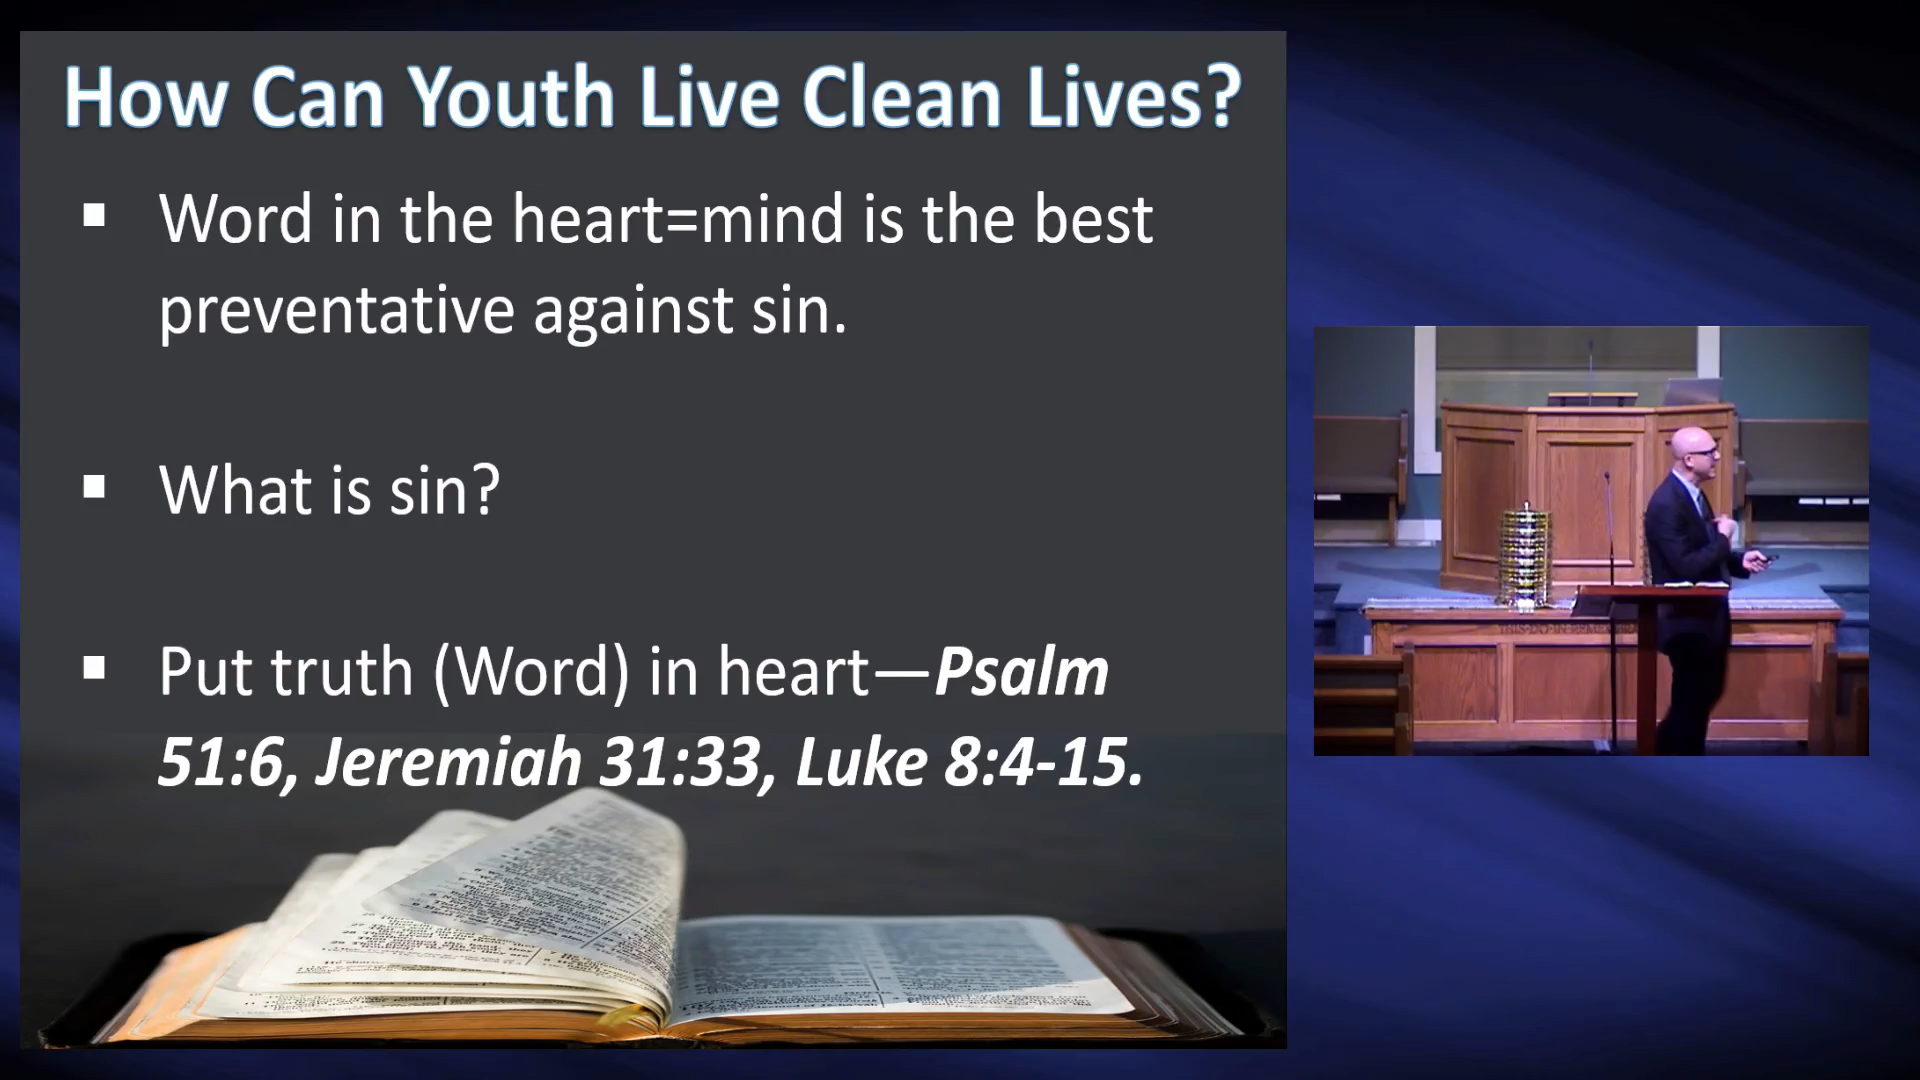 How Can Youth Live Clean Lives?
▪ Word in the heart=mind is the best
preventative against sin.
▪ What is sin?
▪ Put truth (Word) in heart—Psalm
51:6, Jeremiah 31:33, Luke 8:4-15.